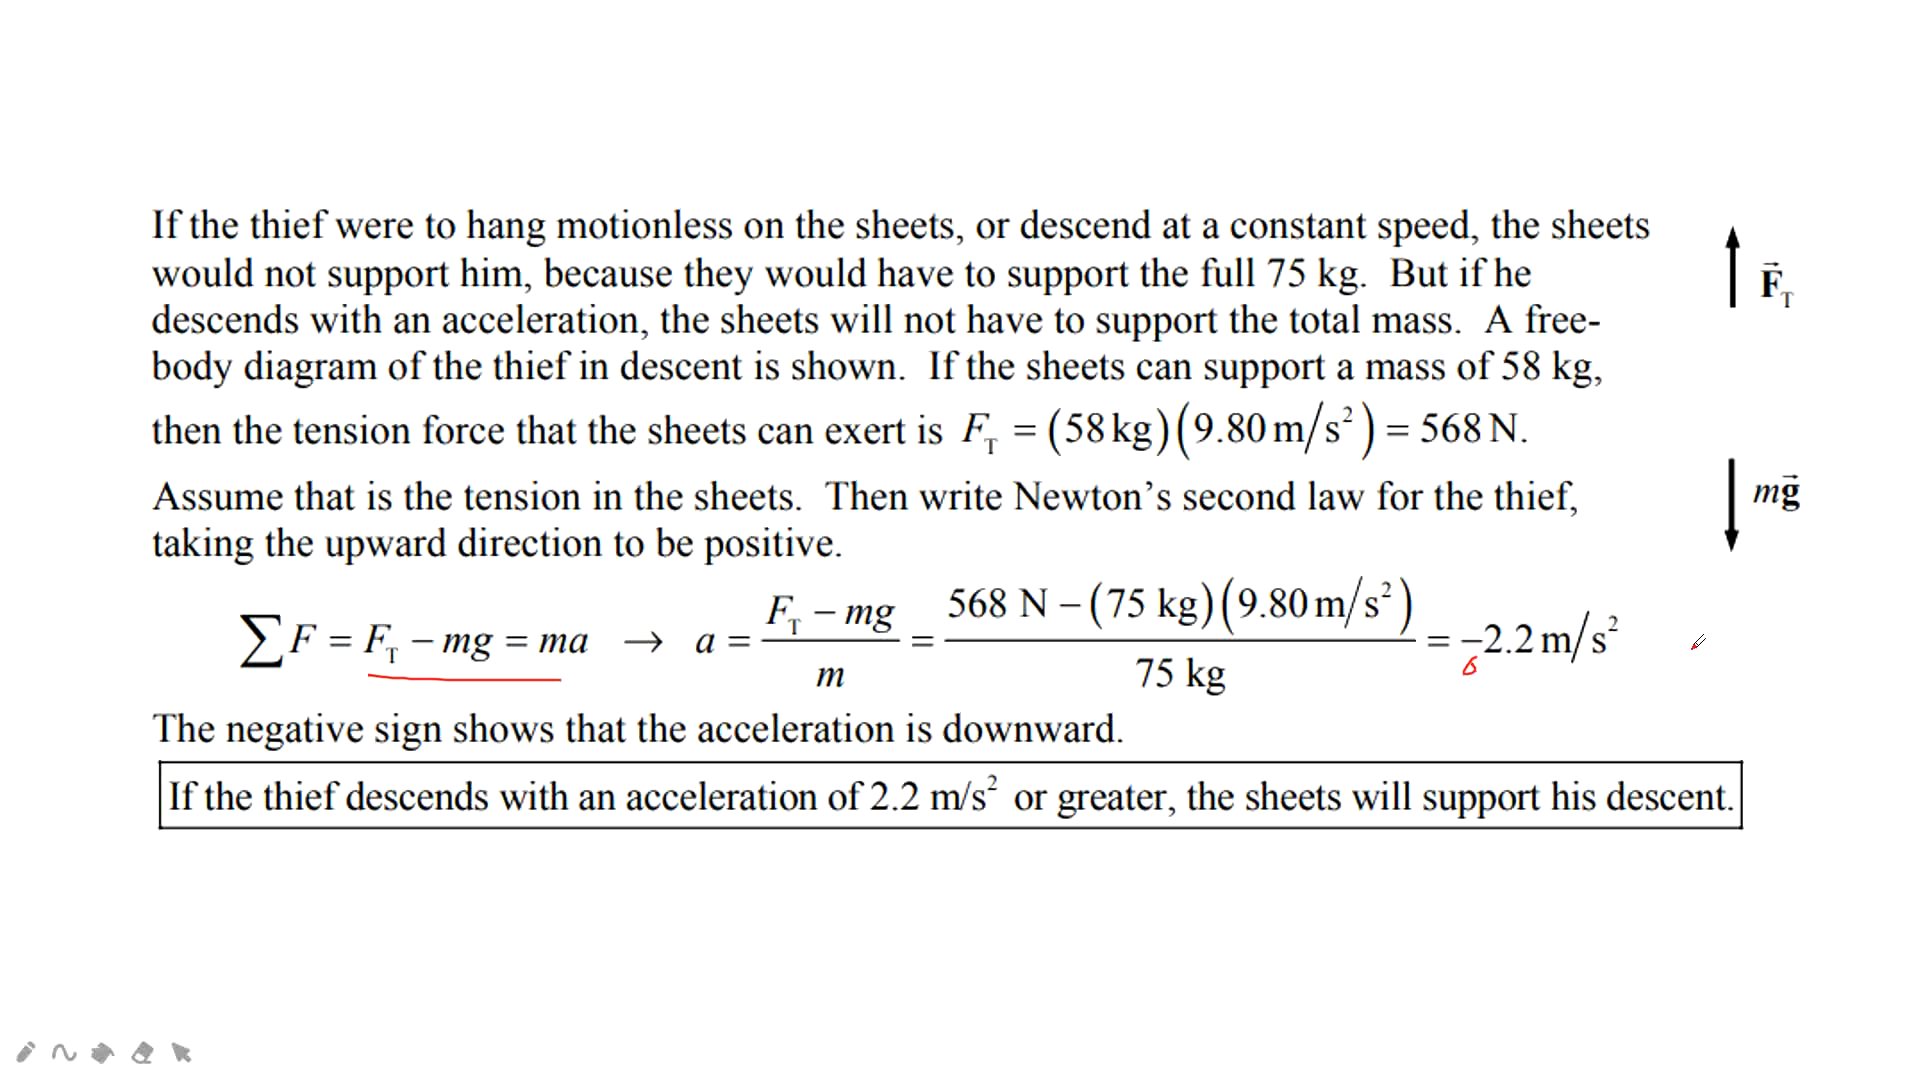 If the thief were to hang motionless on the sheets, or descend at a constant speed, the sheets
would not support him, because they would have to support the full 75 kg. But if he
descends with an acceleration, the sheets will not have to support the total mass. A free-
body diagram of the thief in descent is shown. If the sheets can support a mass of 58 kg,
then the tension force that the sheets can exert is F_T = (58 kg)(9.80 m/s²) = 568 N.
Assume that is the tension in the sheets. Then write Newton's second law for the thief,
taking the upward direction to be positive.
∑F = F_T − mg = ma → a = (F_T − mg)/m = (568 N − (75 kg)(9.80 m/s²))/(75 kg) = −2.2 m/s²
The negative sign shows that the acceleration is downward.
If the thief descends with an acceleration of 2.2 m/s² or greater, the sheets will support his descent.
F⃗_T
mg⃗